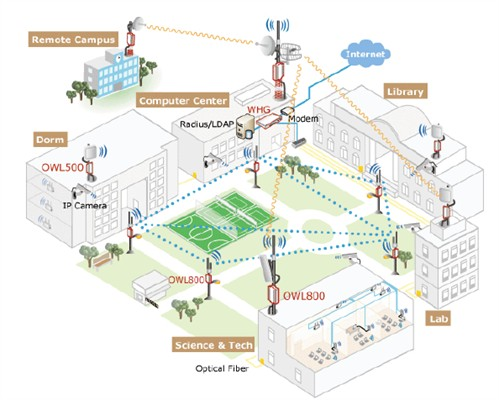 Remote Campus
Internet
Computer Center
WHG
Library
Modem
Racius/LDAP
Dorm
OWL500
IP Camera
OWL800
OWL800
Lab
Science & Tech
Optical Fiber